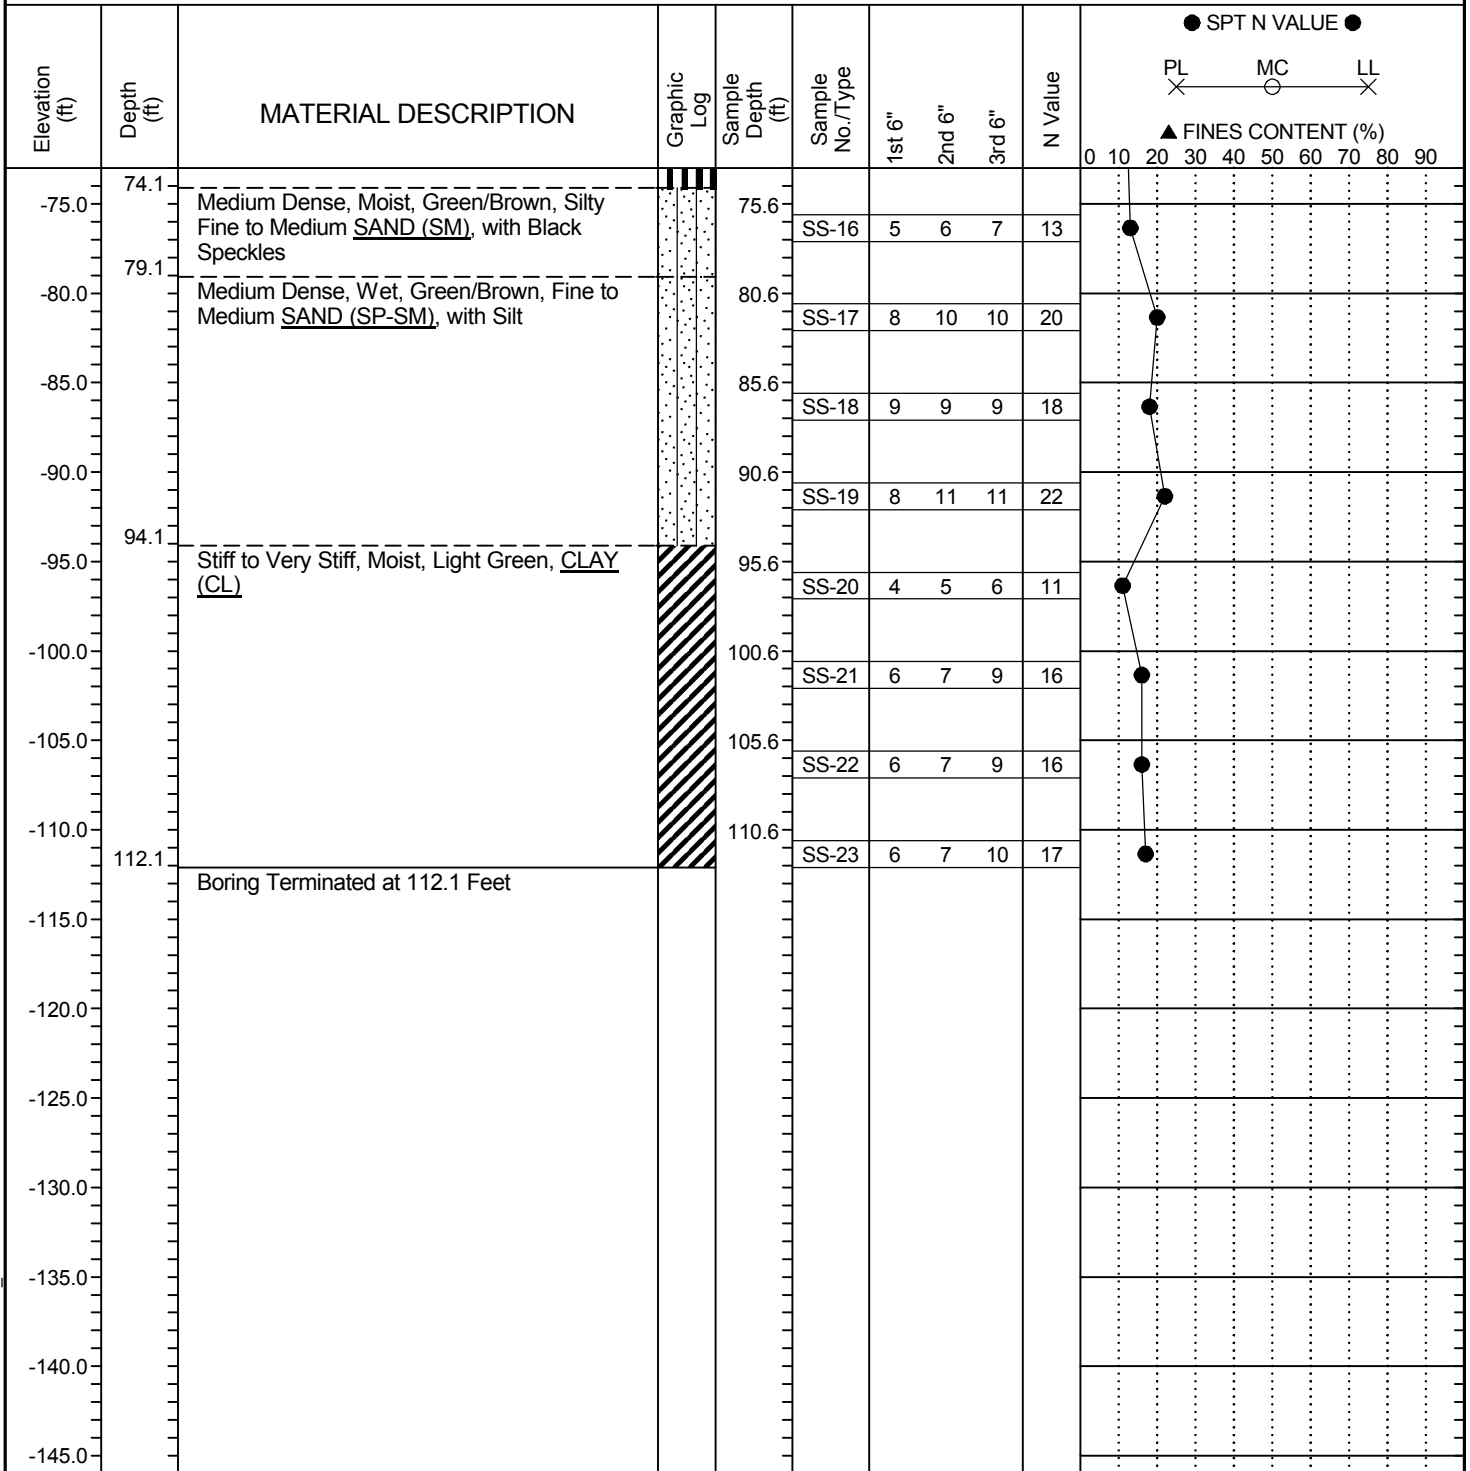 Elevation
(ft)
Depth
(ft)
MATERIAL DESCRIPTION
Graphic
Log
Sample
Depth
(ft)
Sample
No./Type
1st 6"
2nd 6"
3rd 6"
N Value
● SPT N VALUE ●
PL MC LL
▲ FINES CONTENT (%)
0 10 20 30 40 50 60 70 80 90
74.1
-75.0
Medium Dense, Moist, Green/Brown, Silty
Fine to Medium SAND (SM), with Black
Speckles
75.6
SS-16 5 6 7 13
79.1
-80.0
Medium Dense, Wet, Green/Brown, Fine to
Medium SAND (SP-SM), with Silt
80.6
SS-17 8 10 10 20
-85.0
85.6
SS-18 9 9 9 18
-90.0
90.6
SS-19 8 11 11 22
94.1
-95.0
Stiff to Very Stiff, Moist, Light Green, CLAY
(CL)
95.6
SS-20 4 5 6 11
-100.0
100.6
SS-21 6 7 9 16
-105.0
105.6
SS-22 6 7 9 16
-110.0
110.6
112.1
SS-23 6 7 10 17
Boring Terminated at 112.1 Feet
-115.0
-120.0
-125.0
-130.0
-135.0
-140.0
-145.0